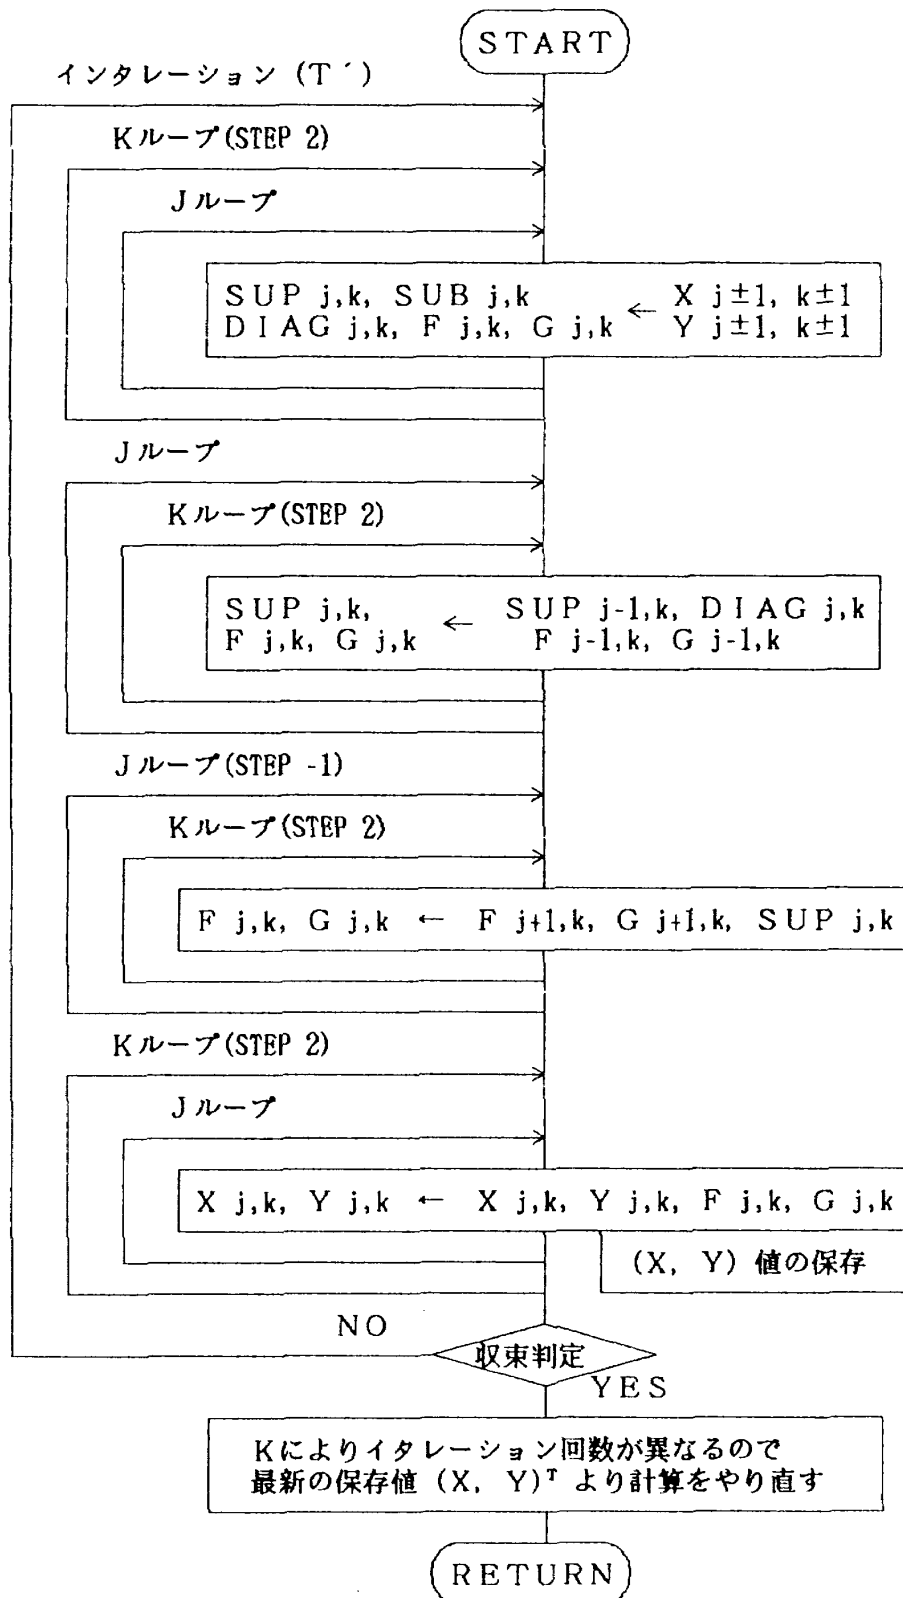 START
インタレーション (T´)
Kループ(STEP 2)
Jループ
SUP j,k, SUB j,k ← X j±1, k±1
DIAG j,k, F j,k, G j,k Y j±1, k±1
Jループ
Kループ(STEP 2)
SUP j,k, ← SUP j-1,k, DIAG j,k
F j,k, G j,k F j-1,k, G j-1,k
Jループ(STEP -1)
Kループ(STEP 2)
F j,k, G j,k ← F j+1,k, G j+1,k, SUP j,k
Kループ(STEP 2)
Jループ
X j,k, Y j,k ← X j,k, Y j,k, F j,k, G j,k
(X, Y) 値の保存
NO
収束判定
YES
Kによりイタレーション回数が異なるので
最新の保存値 (X, Y)ᵀ より計算をやり直す
RETURN